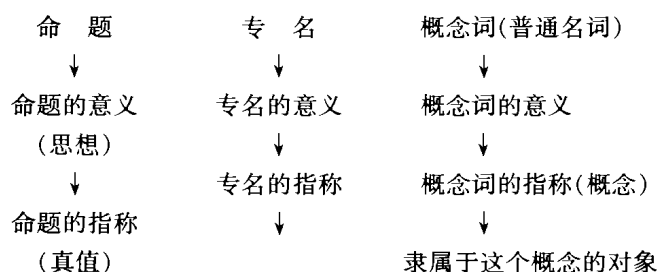 命 题 专 名 概念词(普通名词)
命题的意义 专名的意义 概念词的意义
(思想)
专名的指称 概念词的指称(概念)
命题的指称
(真值) 隶属于这个概念的对象